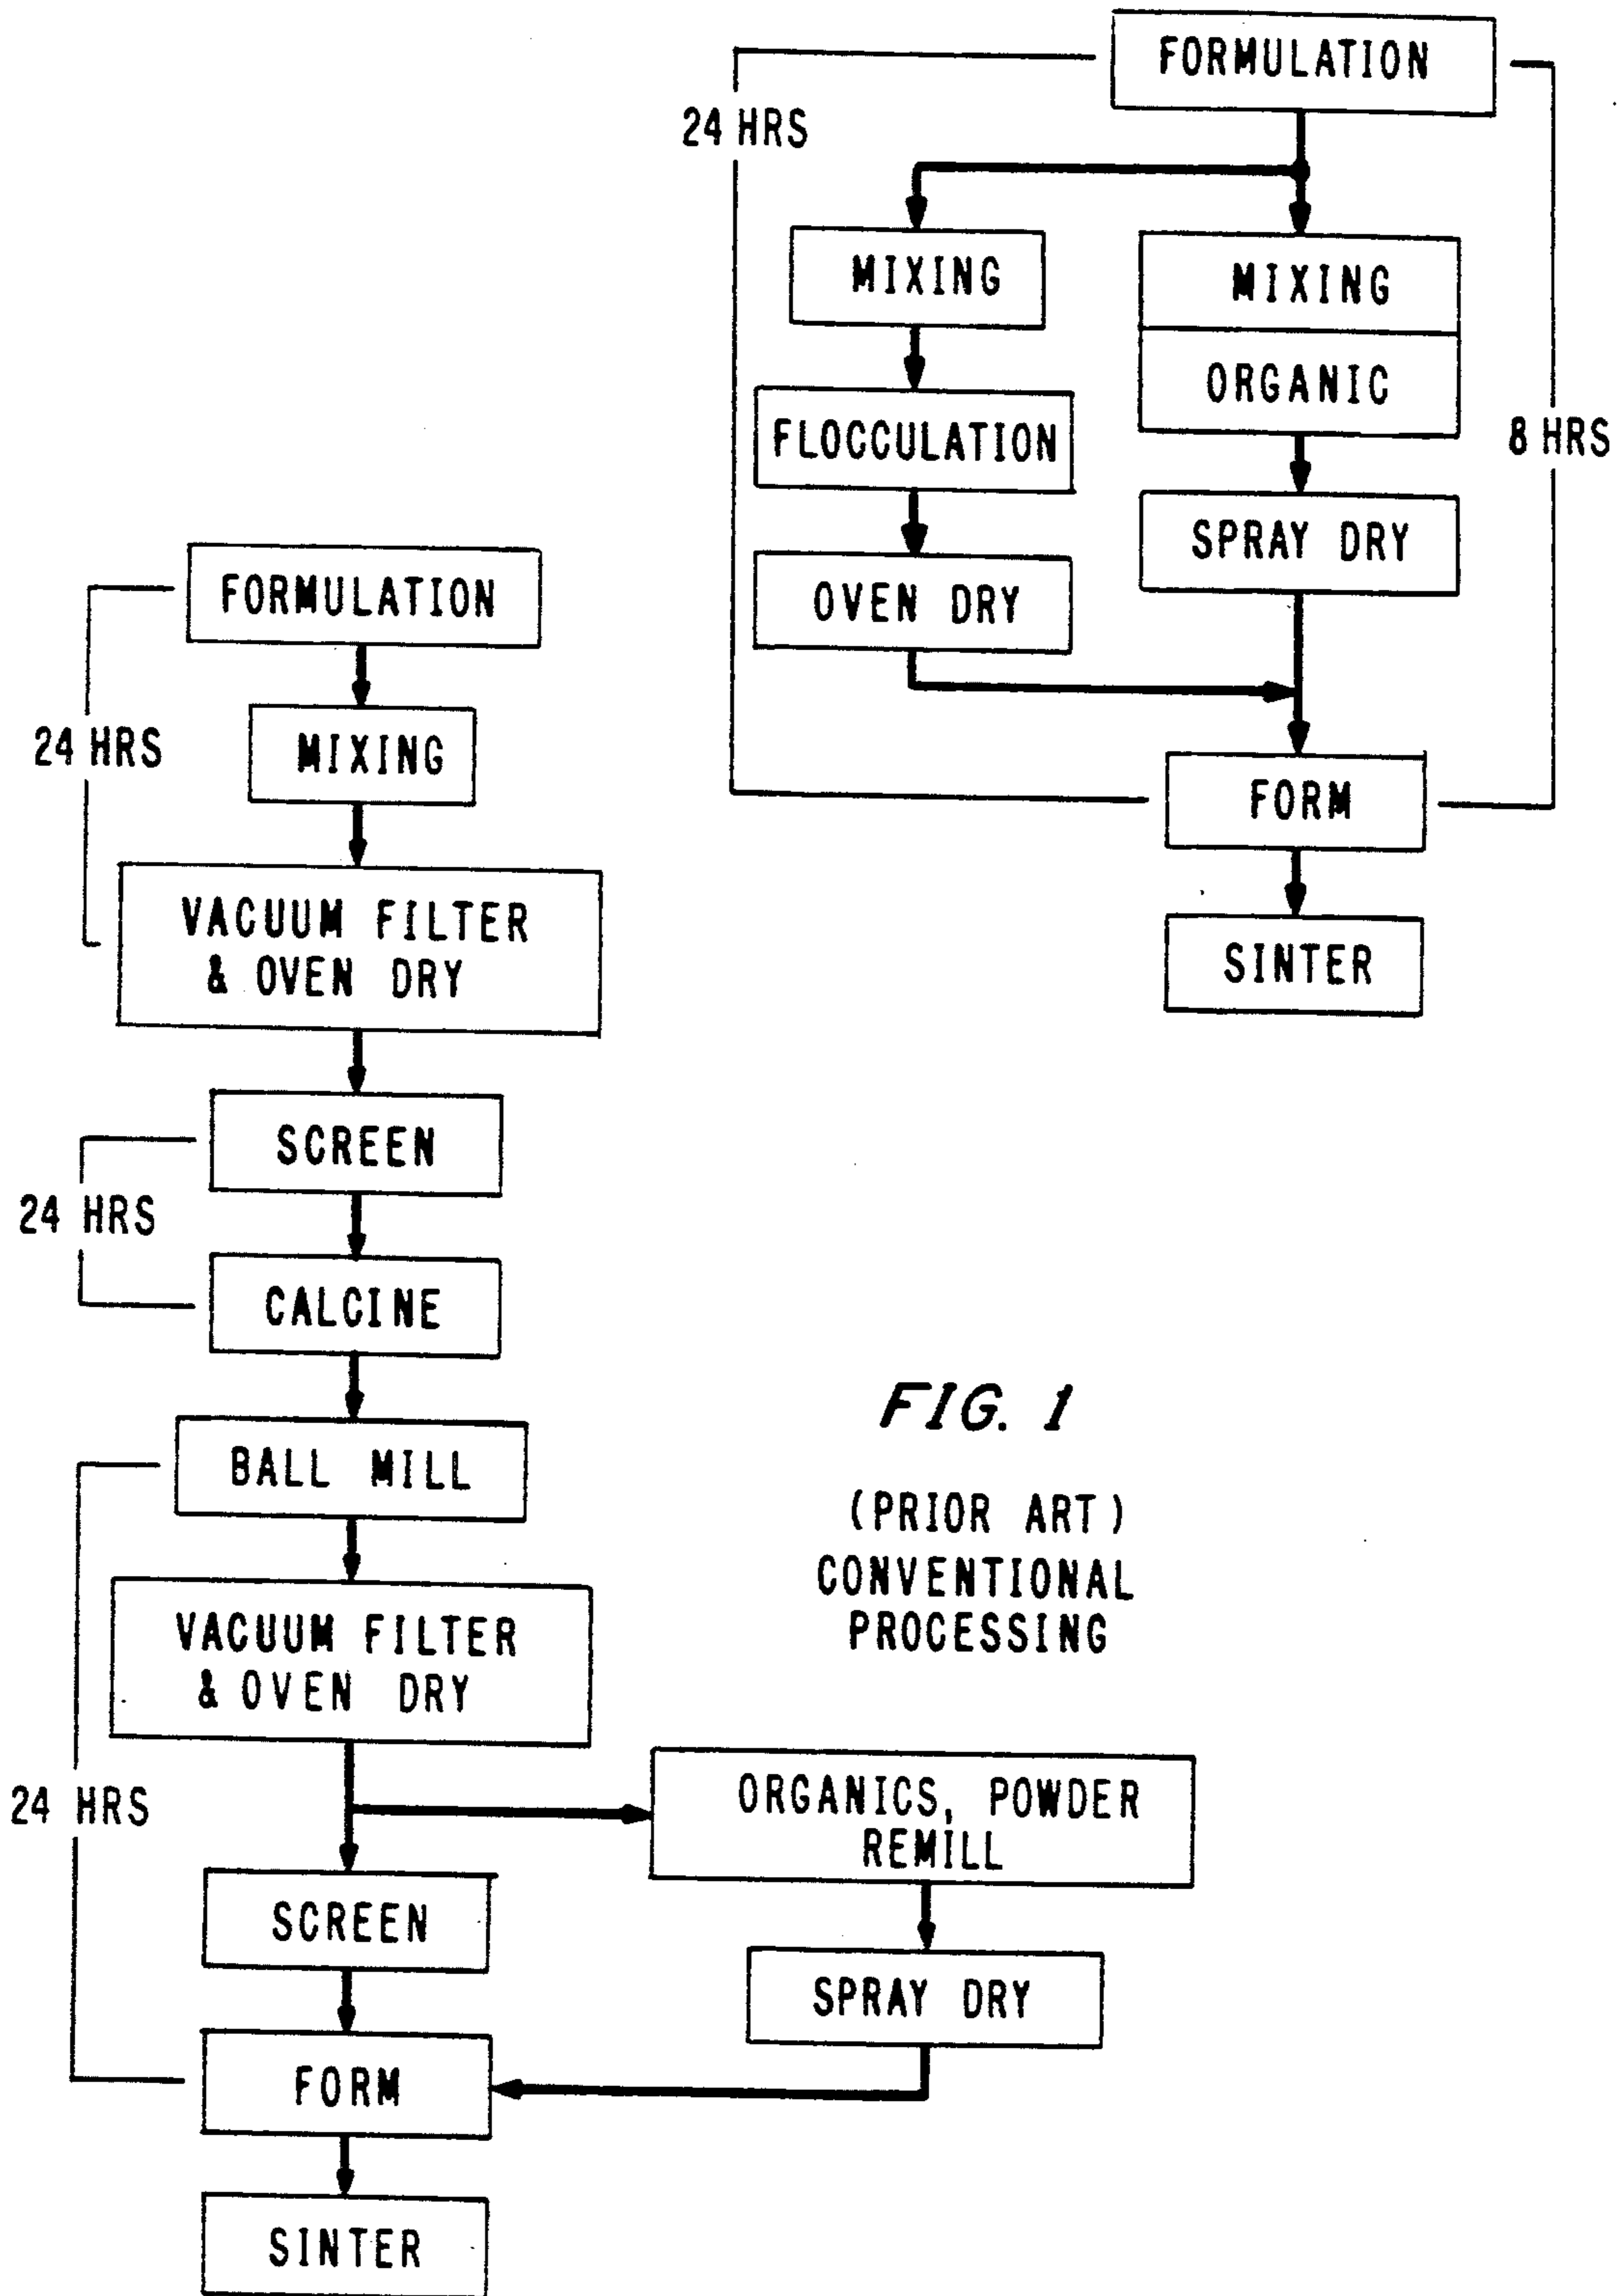 FORMULATION
24 HRS
MIXING
MIXING
ORGANIC
FLOCCULATION
8 HRS
SPRAY DRY
OVEN DRY
FORM
SINTER
FORMULATION
24 HRS
MIXING
VACUUM FILTER
& OVEN DRY
SCREEN
24 HRS
CALCINE
BALL MILL
VACUUM FILTER
& OVEN DRY
24 HRS
ORGANICS, POWDER
REMILL
SCREEN
SPRAY DRY
FORM
SINTER
FIG. 1
(PRIOR ART)
CONVENTIONAL
PROCESSING